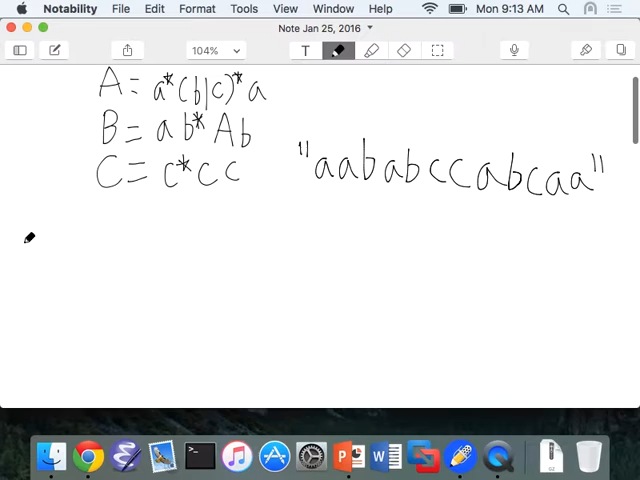 Notability File Edit Format Tools View Window Help Mon 9:13 AM
Note Jan 25, 2016
104% T
A = a*(b|c)*a
B = ab*Ab
C = c*cc
"aababccabcaa"